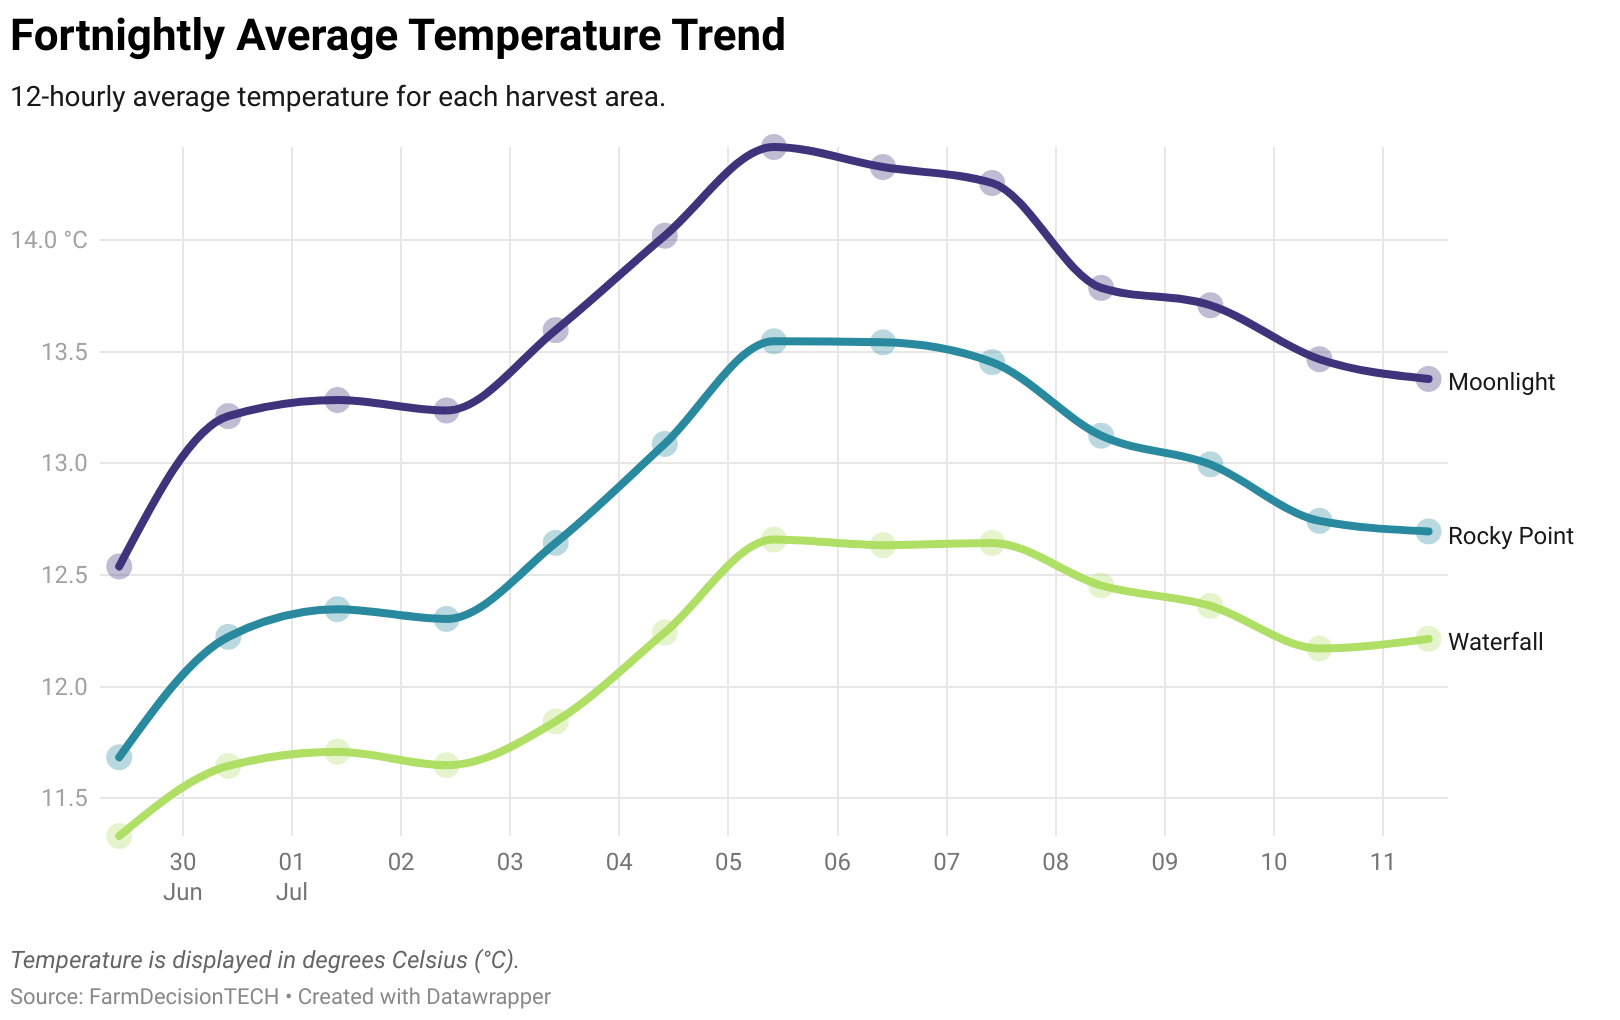 Fortnightly Average Temperature Trend
12-hourly average temperature for each harvest area.
14.0 °C
13.5
13.0
12.5
12.0
11.5
Moonlight
Rocky Point
Waterfall
30 01 02 03 04 05 06 07 08 09 10 11
Jun Jul
Temperature is displayed in degrees Celsius (°C).
Source: FarmDecisionTECH • Created with Datawrapper